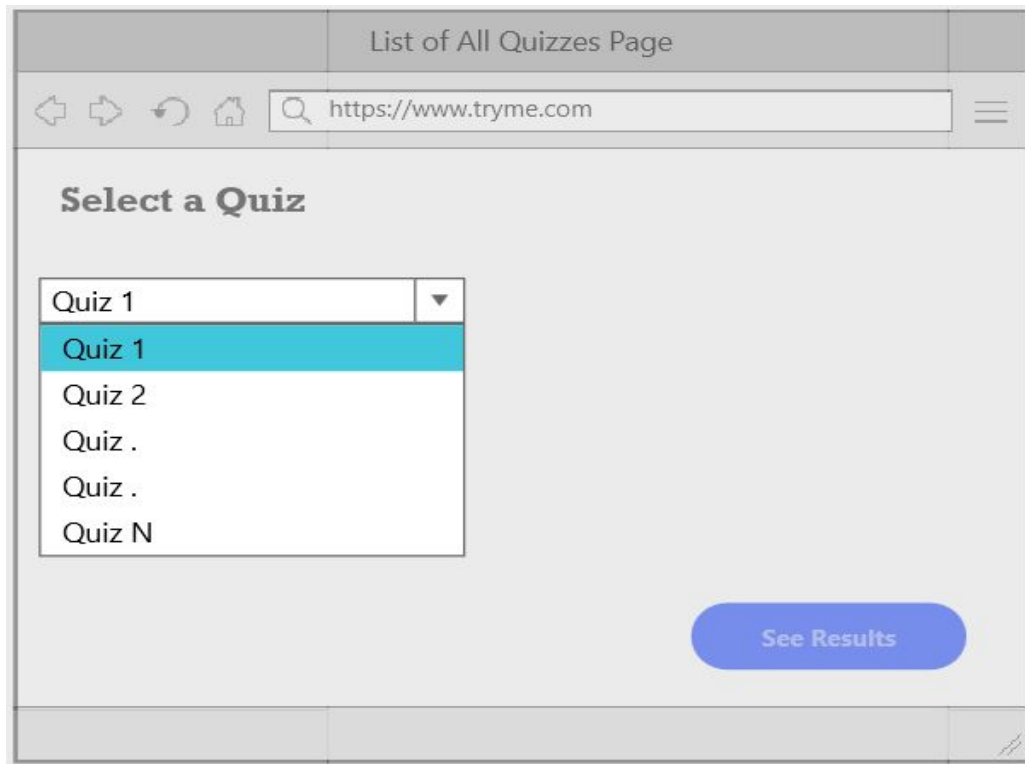 List of All Quizzes Page
https://www.tryme.com
Select a Quiz
Quiz 1
Quiz 1
Quiz 2
Quiz .
Quiz .
Quiz N
See Results